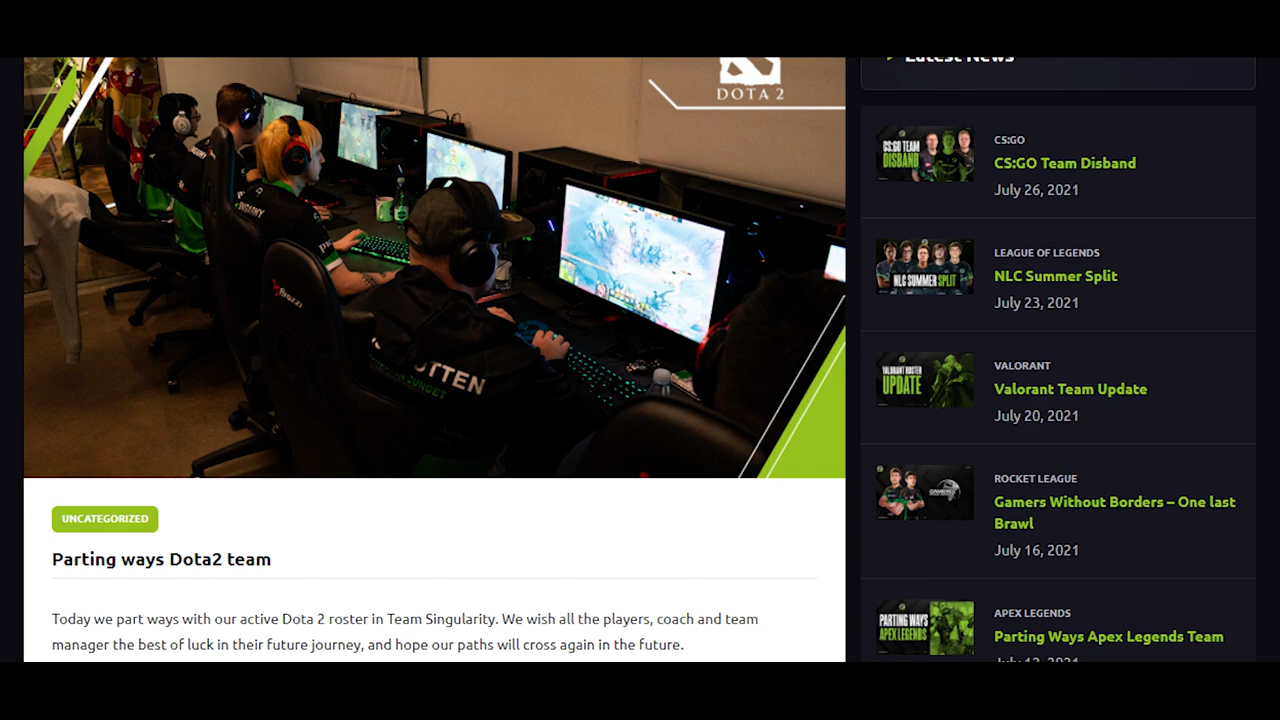 DOTA 2
UNCATEGORIZED
Parting ways Dota2 team
Today we part ways with our active Dota 2 roster in Team Singularity. We wish all the players, coach and team
manager the best of luck in their future journey, and hope our paths will cross again in the future.
Latest News
CS:GO TEAM
DISBAND
CS:GO
CS:GO Team Disband
July 26, 2021
NLC SUMMER SPLIT
LEAGUE OF LEGENDS
NLC Summer Split
July 23, 2021
VALORANT ROSTER
UPDATE
VALORANT
Valorant Team Update
July 20, 2021
ROCKET LEAGUE
Gamers Without Borders – One last
Brawl
July 16, 2021
PARTING WAYS
APEX LEGENDS
APEX LEGENDS
Parting Ways Apex Legends Team